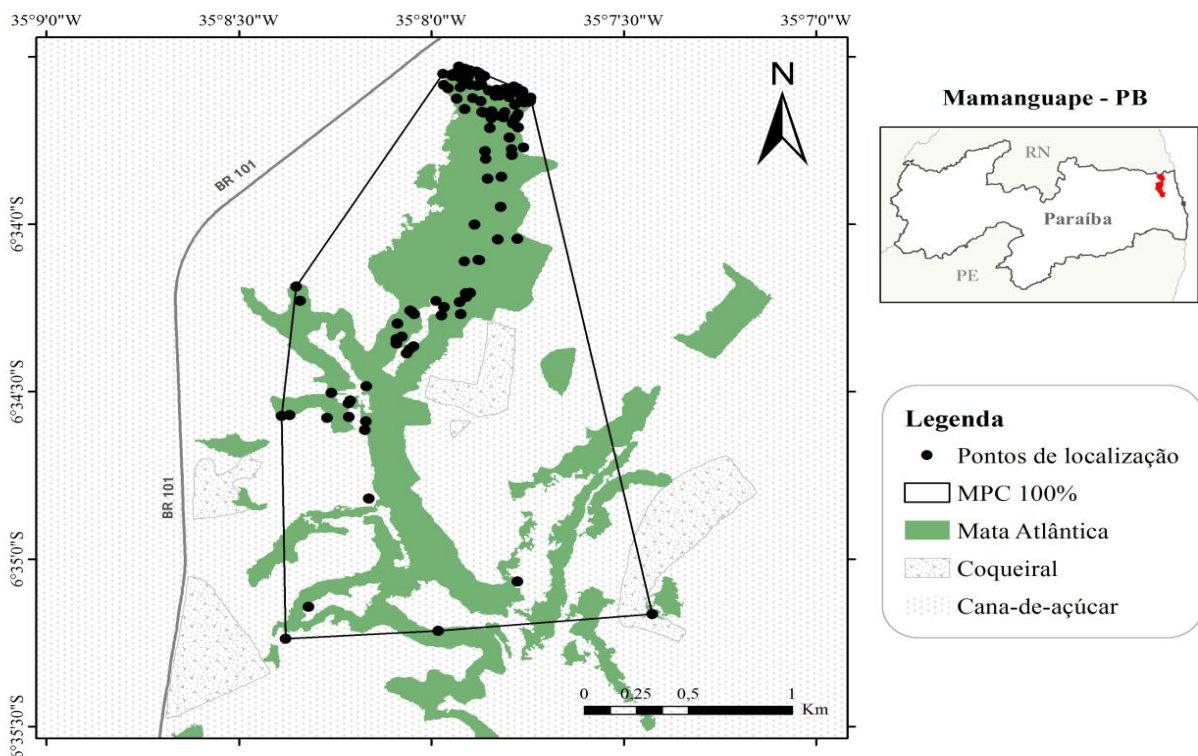 35°9'0"W 35°8'30"W 35°8'0"W 35°7'30"W 35°7'0"W
BR 101
N
6°34'0"S
6°34'30"S
BR 101
6°35'0"S
6°35'30"S
0 0,25 0,5 1
Km
Mamanguape - PB
RN
Paraíba
PE
Legenda
Pontos de localização
MPC 100%
Mata Atlântica
Coqueiral
Cana-de-açúcar